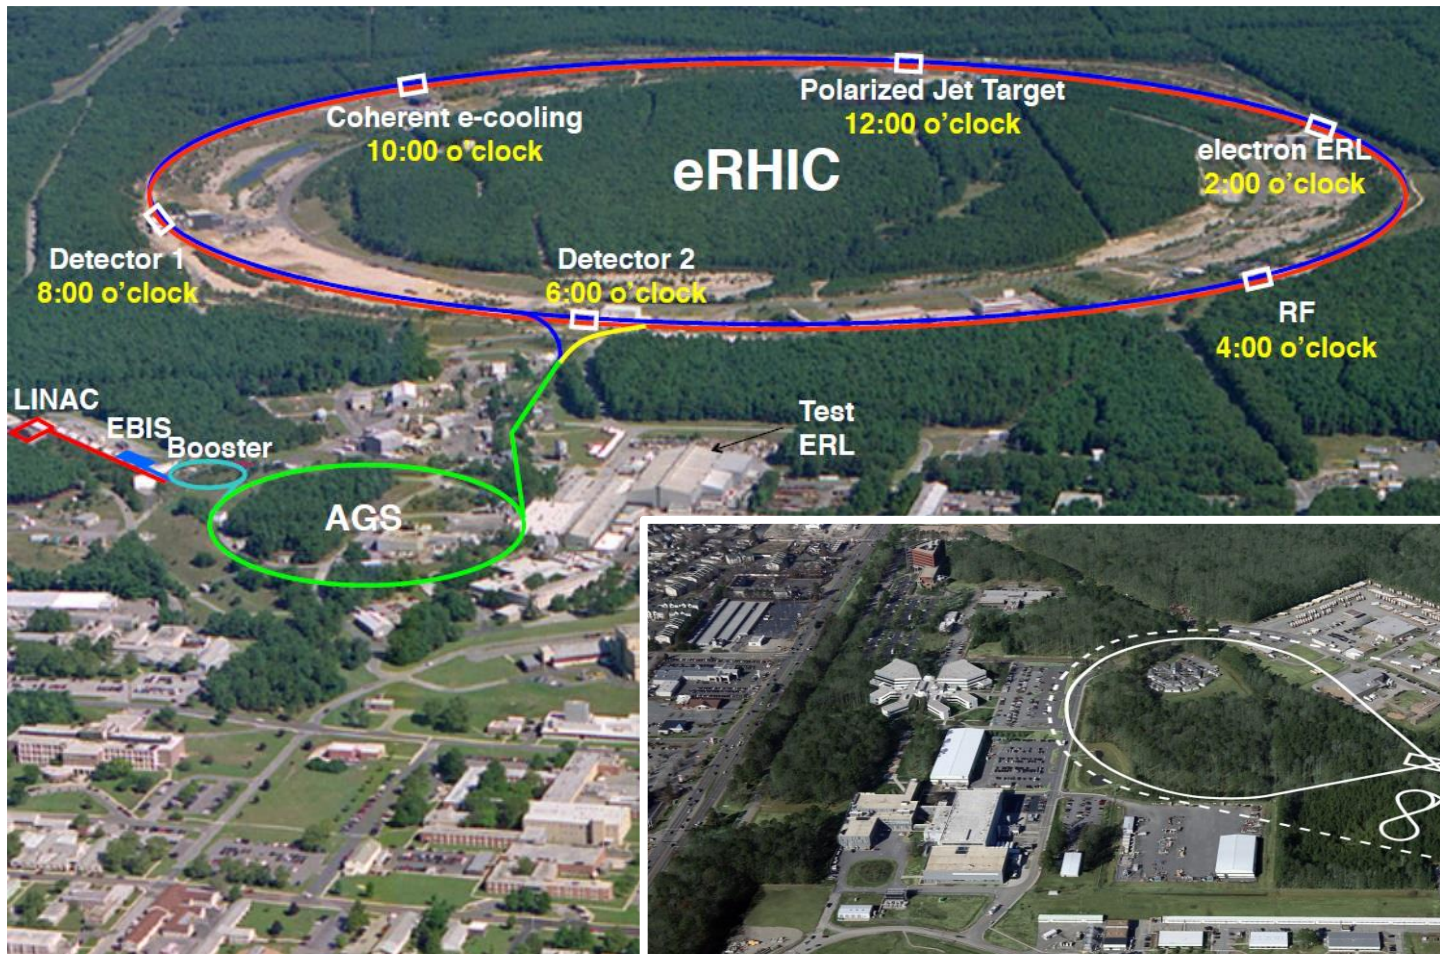 Polarized Jet Target
12:00 o'clock
Coherent e-cooling
10:00 o'clock
eRHIC
electron ERL
2:00 o'clock
Detector 1
8:00 o'clock
Detector 2
6:00 o'clock
RF
4:00 o'clock
LINAC
EBIS
Booster
Test
ERL
AGS